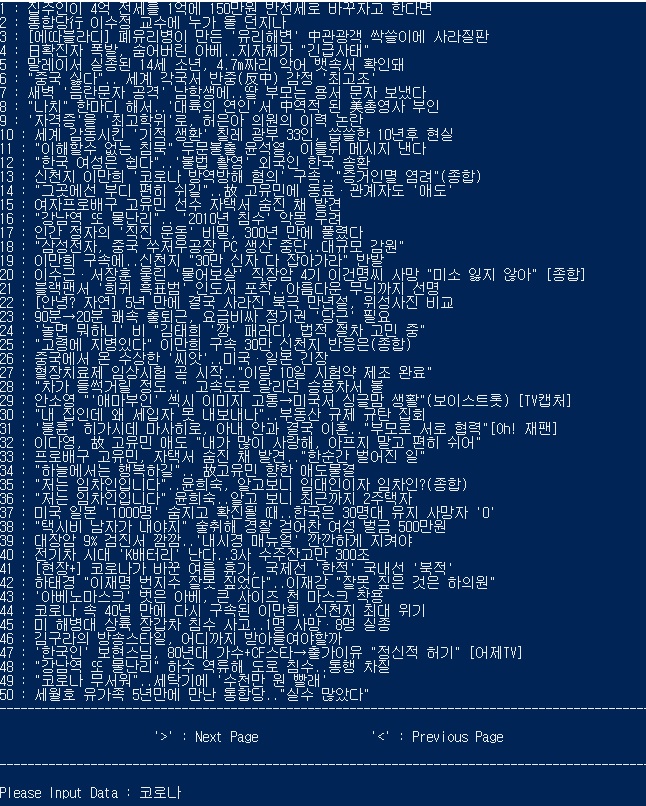 1 : 집주인이 4억 전세를 1억에 150만원 반전세로 바꾸자고 한다면
2 : 통합당行 이수정 교수에 누가 돌 던지나
3 : [에따블라디] 폐유리병이 만든 '유리해변' 中관광객 싹쓸이에 사라질판
4 : 日확진자 폭발, 숨어버린 아베..지자체가 "긴급사태"
5 : 말레이서 실종된 14세 소년, 4.7m짜리 악어 뱃속서 확인돼
6 : "중국 싫다".. 세계 각국서 반중(反中) 감정 '최고조'
7 : 새벽 '음란문자 공격' 남학생에..딸 부모는 용서 문자 보냈다
8 : "나치" 한마디 해서..'대륙의 연인'서 中역적 된 美총영사 부인
9 : '자격증'을 '최고학위'로, 허은아 의원의 이력 논란
10 : 세계 감동시킨 '기적 생환' 칠레 광부 33인, 씁쓸한 10년후 현실
11 : "이해할수 없는 침묵" 두문불출 윤석열, 이틀뒤 메시지 낸다
12 : "한국 여성은 쉽다"..'불법 촬영' 외국인 한국 송환
13 : 신천지 이만희 '코로나 방역방해 혐의' 구속.."증거인멸 염려"(종합)
14 : "그곳에선 부디 편히 쉬길"..故 고유민에 동료·관계자도 '애도'
15 : 여자프로배구 고유민 선수 자택서 숨진 채 발견
16 : "강남역 또 물난리".. '2010년 침수' 악몽 우려
17 : 인간 정자의 '직진 운동' 비밀, 300년 만에 풀렸다
18 : "삼성전자, 중국 쑤저우공장 PC 생산 중단..대규모 감원"
19 : 이만희 구속에..신천지 "30만 신자 다 잡아가라" 반발
20 : 이수근·서장훈 울린 '물어보살' 직장암 4기 이건명씨 사망 "미소 잃지 않아" [종합]
21 : 블랙팬서 '희귀 흑표범' 인도서 포착..아름다운 무늬까지 선명
22 : [안녕? 자연] 5년 만에 결국 사라진 북극 만년설, 위성사진 비교
23 : 90분→20분 쾌속 출퇴근, 요금비싸 정기권 '당근' 필요
24 : '놀면 뭐하니' 비 "김태희 '깡' 패러디, 법적 절차 고민 중"
25 : "고령에 지병있다" 이만희 구속 30만 신천지 반응은(종합)
26 : 중국에서 온 수상한 '씨앗'..미국·일본 긴장
27 : 혈장치료제 임상시험 곧 시작.."이달 10일 시험약 제조 완료"
28 : "차가 들썩거릴 정도.." 고속도로 달리던 승용차서 불
29 : 안소영 "'애마부인' 섹시 이미지 고통→미국서 싱글맘 생활"(보이스트롯) [TV캡처]
30 : "내 집인데 왜 세입자 못 내보내나"..부동산 규제 규탄 집회
31 : '불륜' 히가시데 마사히로, 아내 안과 결국 이혼.."부모로 서로 협력"[Oh! 재팬]
32 : 이다영, 故 고유민 애도 "내가 많이 사랑해, 아프지 말고 편히 쉬어"
33 : 프로배구 고유민, 자택서 숨진 채 발견.."한순간 벌어진 일"
34 : "하늘에서는 행복하길".. 故고유민 향한 애도물결
35 : "저는 임차인입니다"..윤희숙, 알고보니 임대인이자 임차인?(종합)
36 : "저는 임차인입니다" 윤희숙..알고 보니 최근까지 2주택자
37 : 미국 일본 '1000명' 숨지고 확진될 때..한국은 30명대 유지 사망자 '0'
38 : "택시비 남자가 내야지" 술취해 경찰 걷어찬 여성 벌금 500만원
39 : 대장암 9% 검진서 깜깜..'내시경 매뉴얼' 깐깐하게 지켜야
40 : 전기차 시대 'K배터리' 난다..3사 수주잔고만 300조
41 : [현장+] 코로나가 바꾼 여름 휴가, 국제선 '한적' 국내선 '북적'
42 : 하태경 "이재명 번지수 잘못 짚었다"..이재강 "잘못 짚은 것은 하의원"
43 : '아베노마스크' 벗은 아베, 큰 사이즈 천 마스크 착용
44 : 코로나 속 40년 만에 다시 구속된 이만희..신천지 최대 위기
45 : 미 해병대 상륙 장갑차 침수 사고..1명 사망·8명 실종
46 : 김구라의 방송스타일, 어디까지 받아들여야할까
47 : '한국인' 보현스님, 80년대 가수+CF스타→출가이유 "정신적 허기" [어제TV]
48 : "강남역 또 물난리" 하수 역류해 도로 침수..통행 차질
49 : "코로나 무서워"..세탁기에 '수천만 원 빨래'
50 : 세월호 유가족 5년만에 만난 통합당.."실수 많았다"
'>' : Next Page '<' : Previous Page
Please Input Data : 코로나